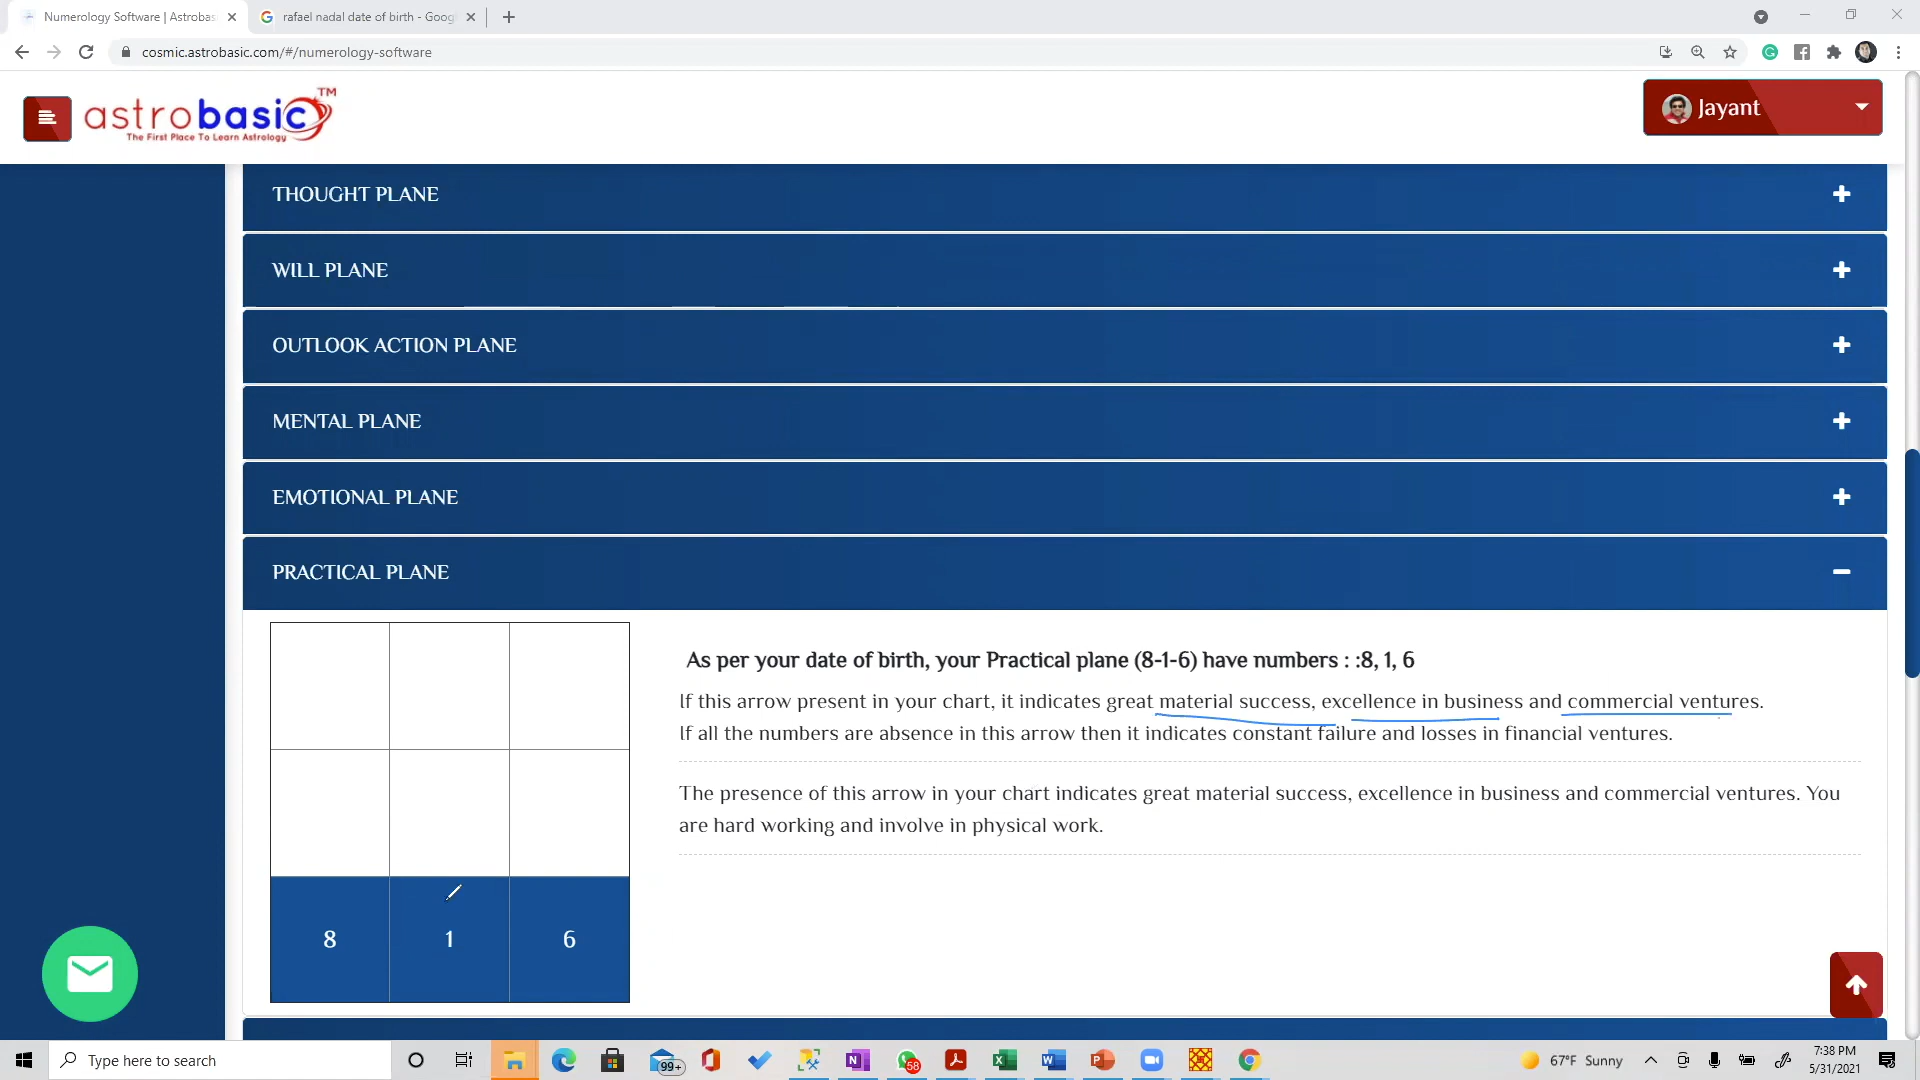 Numerology Software | Astrobas
rafael nadal date of birth - Goog
cosmic.astrobasic.com/#/numerology-software
astrobasic TM
The First Place To Learn Astrology
Jayant
THOUGHT PLANE
WILL PLANE
OUTLOOK ACTION PLANE
MENTAL PLANE
EMOTIONAL PLANE
PRACTICAL PLANE
As per your date of birth, your Practical plane (8-1-6) have numbers : :8, 1, 6
If this arrow present in your chart, it indicates great material success, excellence in business and commercial ventures.
If all the numbers are absence in this arrow then it indicates constant failure and losses in financial ventures.
The presence of this arrow in your chart indicates great material success, excellence in business and commercial ventures. You
are hard working and involve in physical work.
8 1 6
Type here to search
99+
58
67°F Sunny
7:38 PM
5/31/2021